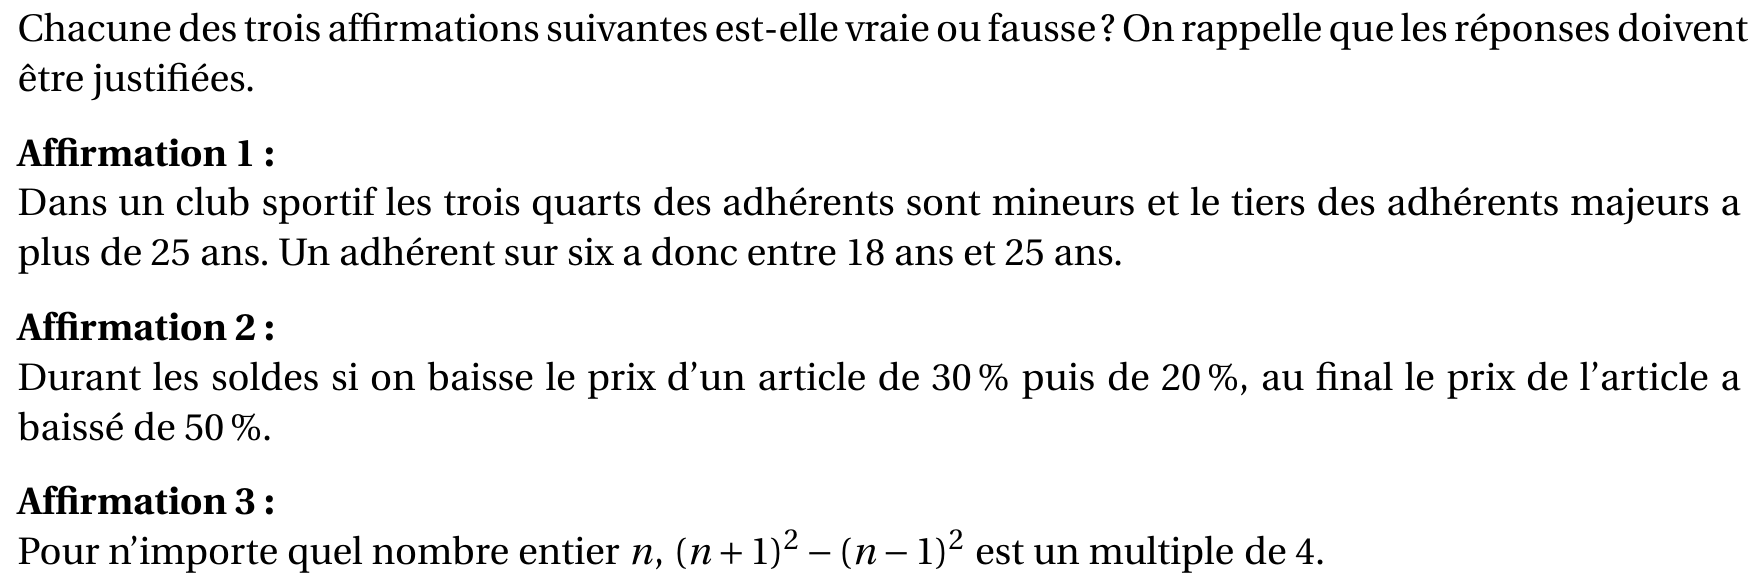 Chacune des trois affirmations suivantes est-elle vraie ou fausse ? On rappelle que les réponses doivent
être justifiées.
Affirmation 1 :
Dans un club sportif les trois quarts des adhérents sont mineurs et le tiers des adhérents majeurs a
plus de 25 ans. Un adhérent sur six a donc entre 18 ans et 25 ans.
Affirmation 2 :
Durant les soldes si on baisse le prix d'un article de 30 % puis de 20 %, au final le prix de l'article a
baissé de 50 %.
Affirmation 3 :
Pour n'importe quel nombre entier n, (n + 1)² − (n − 1)² est un multiple de 4.